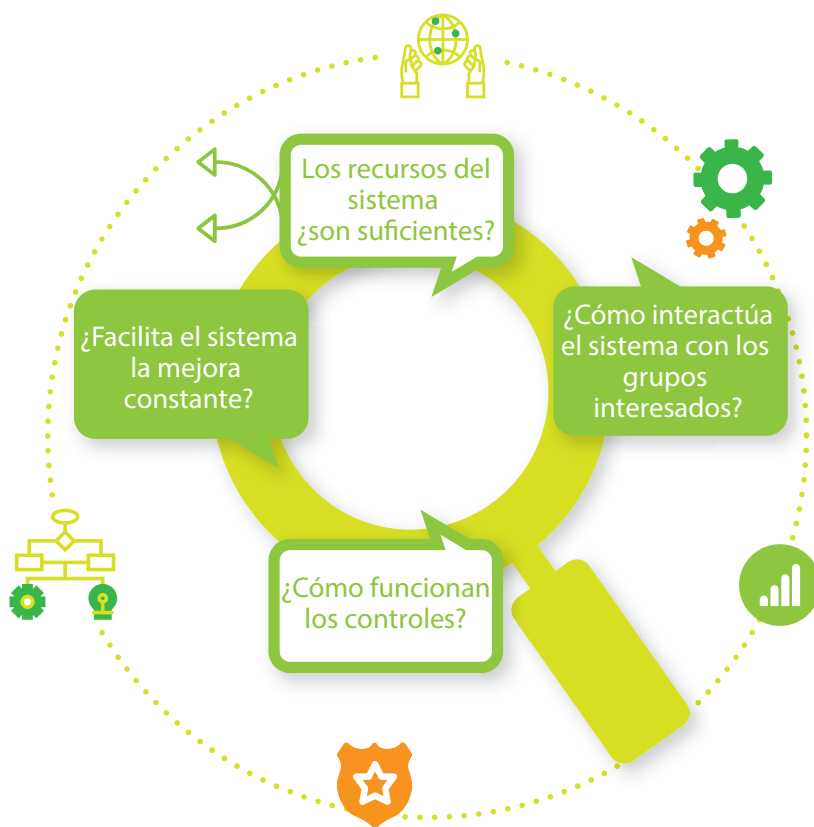 Los recursos del
sistema
¿son suficientes?
¿Facilita el sistema
la mejora
constante?
¿Cómo interactúa
el sistema con los
grupos
interesados?
¿Cómo funcionan
los controles?